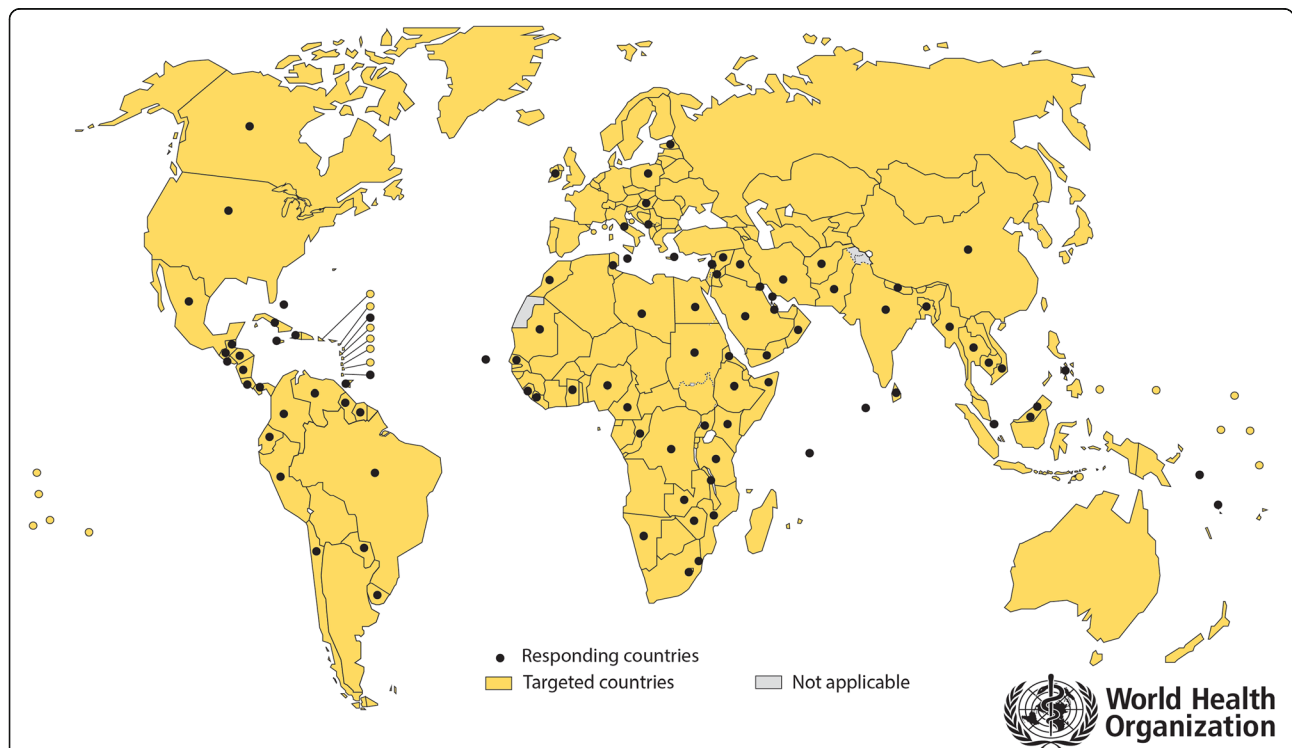 Responding countries
Targeted countries
Not applicable
World Health
Organization